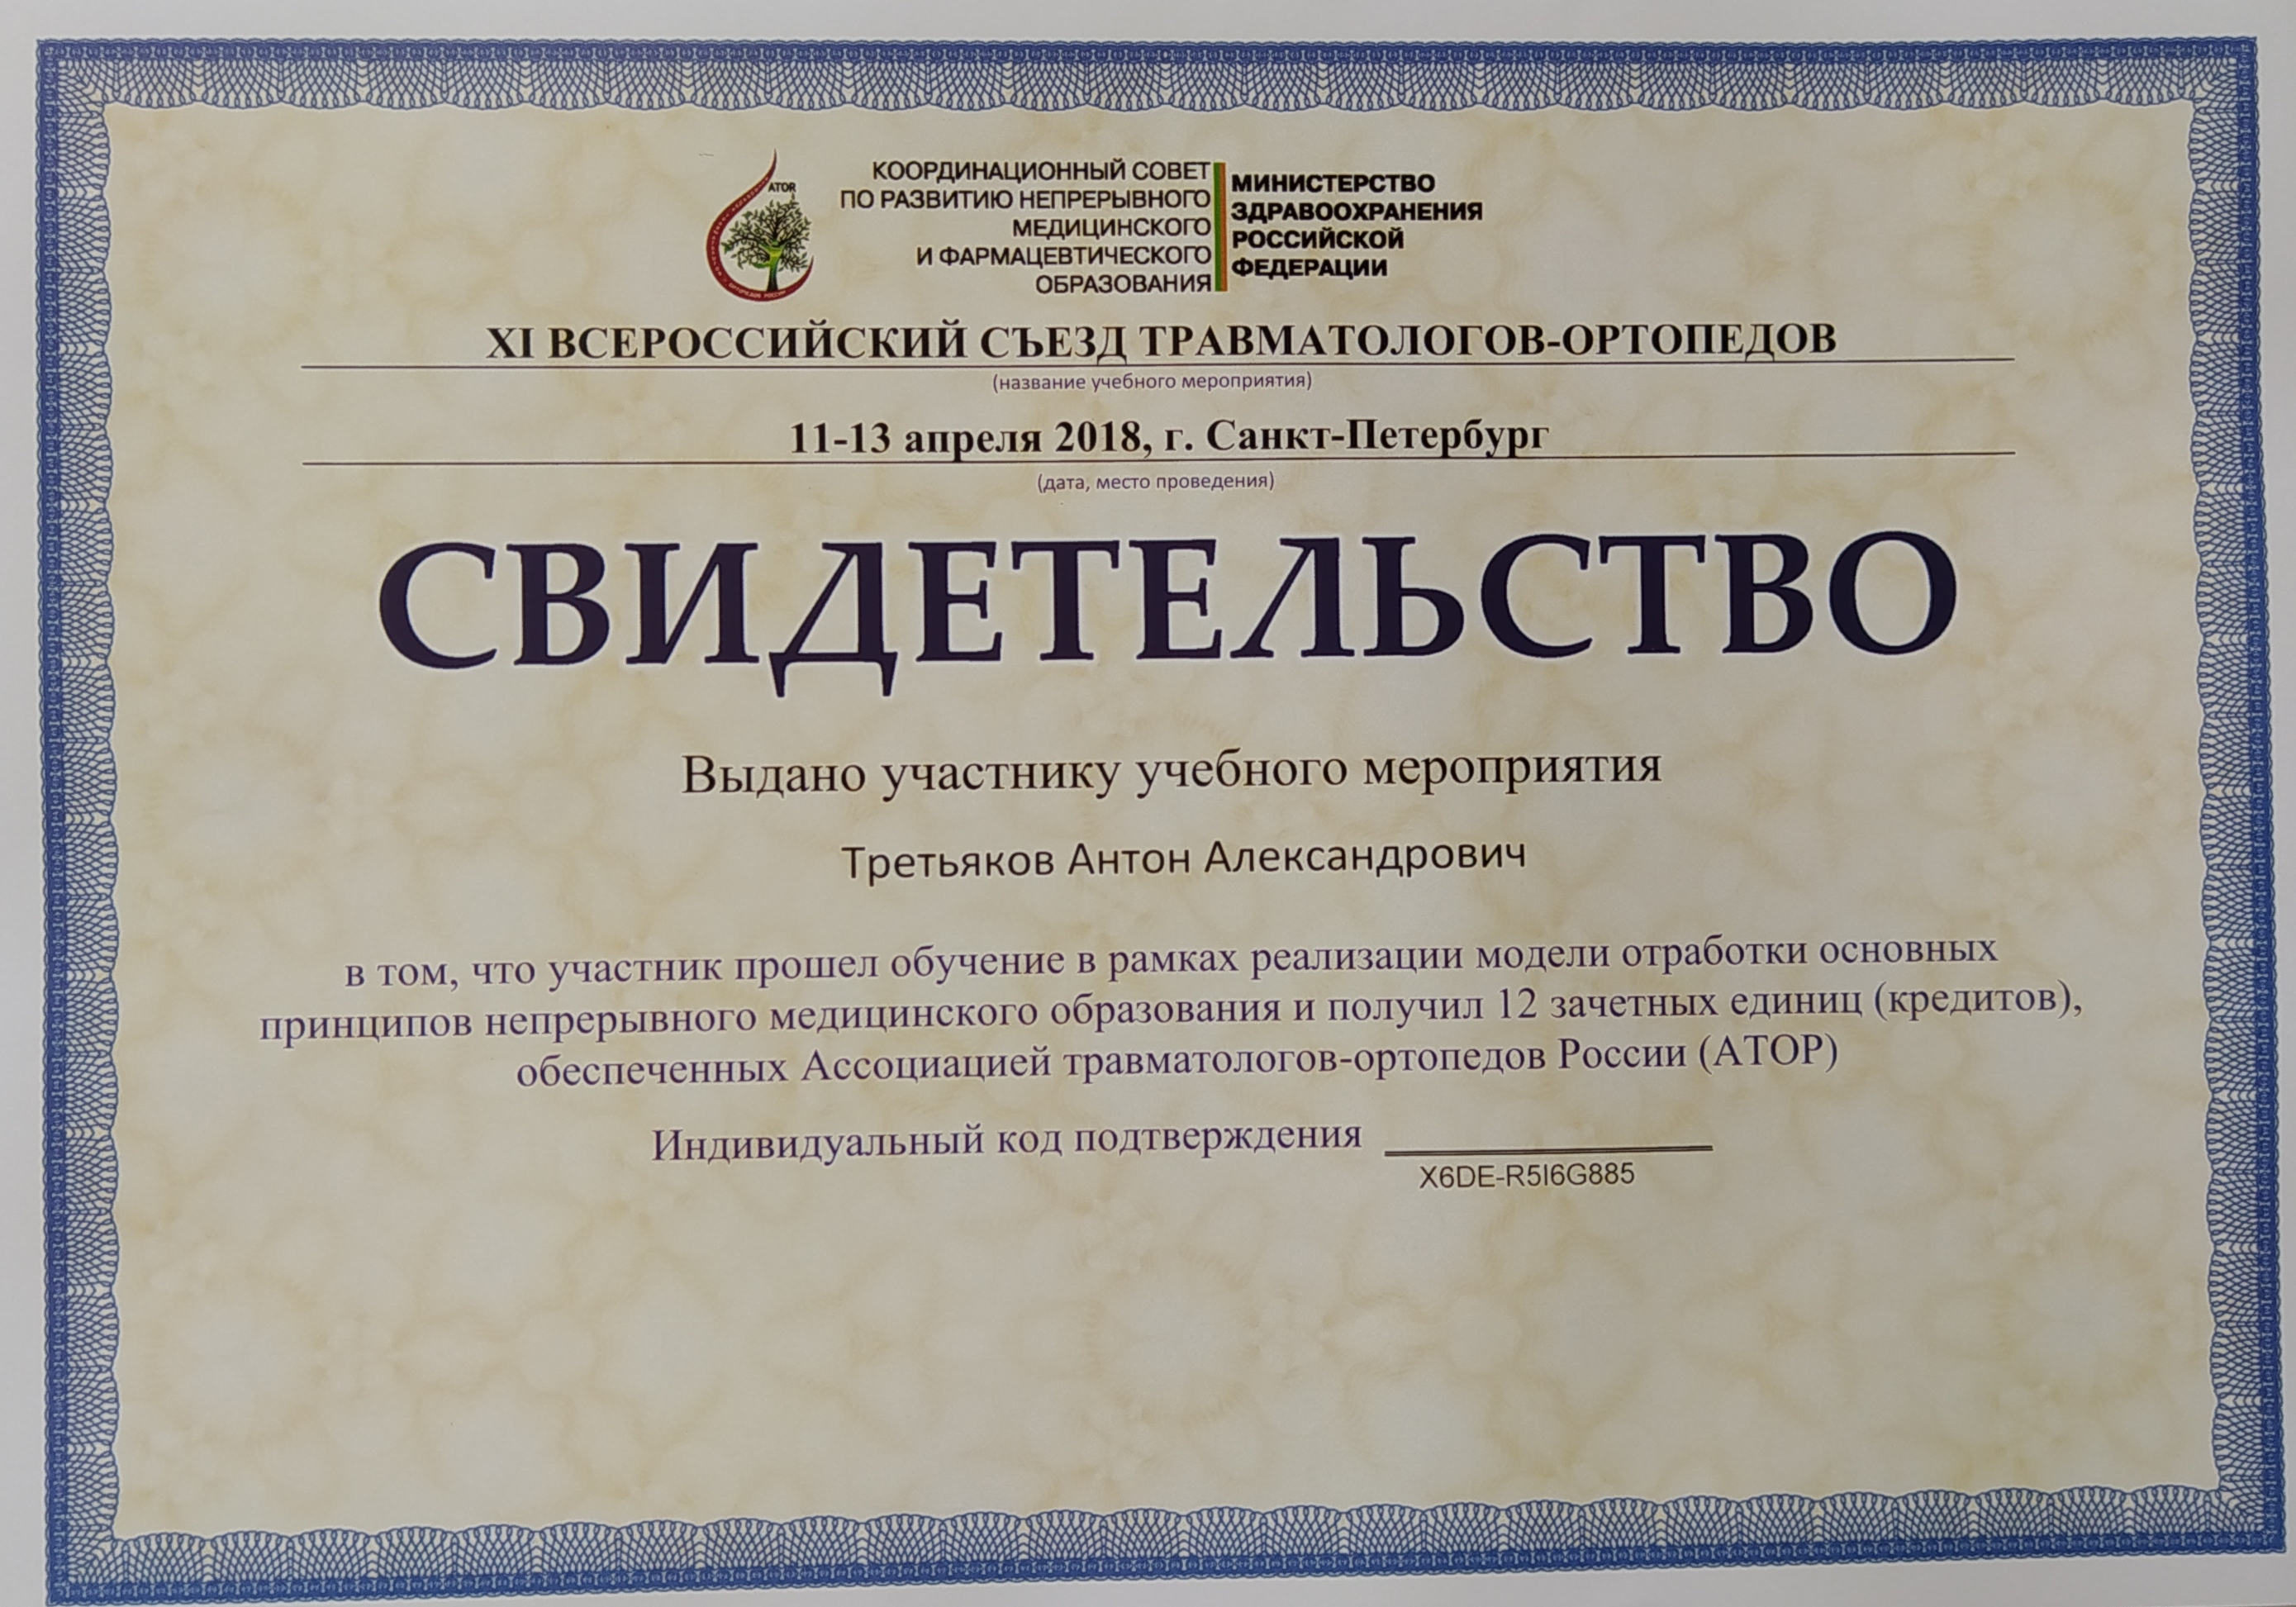 ATOR
КООРДИНАЦИОННЫЙ СОВЕТ
ПО РАЗВИТИЮ НЕПРЕРЫВНОГО
МЕДИЦИНСКОГО
И ФАРМАЦЕВТИЧЕСКОГО
ОБРАЗОВАНИЯ
МИНИСТЕРСТВО
ЗДРАВООХРАНЕНИЯ
РОССИЙСКОЙ
ФЕДЕРАЦИИ
XI ВСЕРОССИЙСКИЙ СЪЕЗД ТРАВМАТОЛОГОВ-ОРТОПЕДОВ
(название учебного мероприятия)
11-13 апреля 2018, г. Санкт-Петербург
(дата, место проведения)
СВИДЕТЕЛЬСТВО
Выдано участнику учебного мероприятия
Третьяков Антон Александрович
в том, что участник прошел обучение в рамках реализации модели отработки основных
принципов непрерывного медицинского образования и получил 12 зачетных единиц (кредитов),
обеспеченных Ассоциацией травматологов-ортопедов России (АТОР)
Индивидуальный код подтверждения
X6DE-R5I6G885